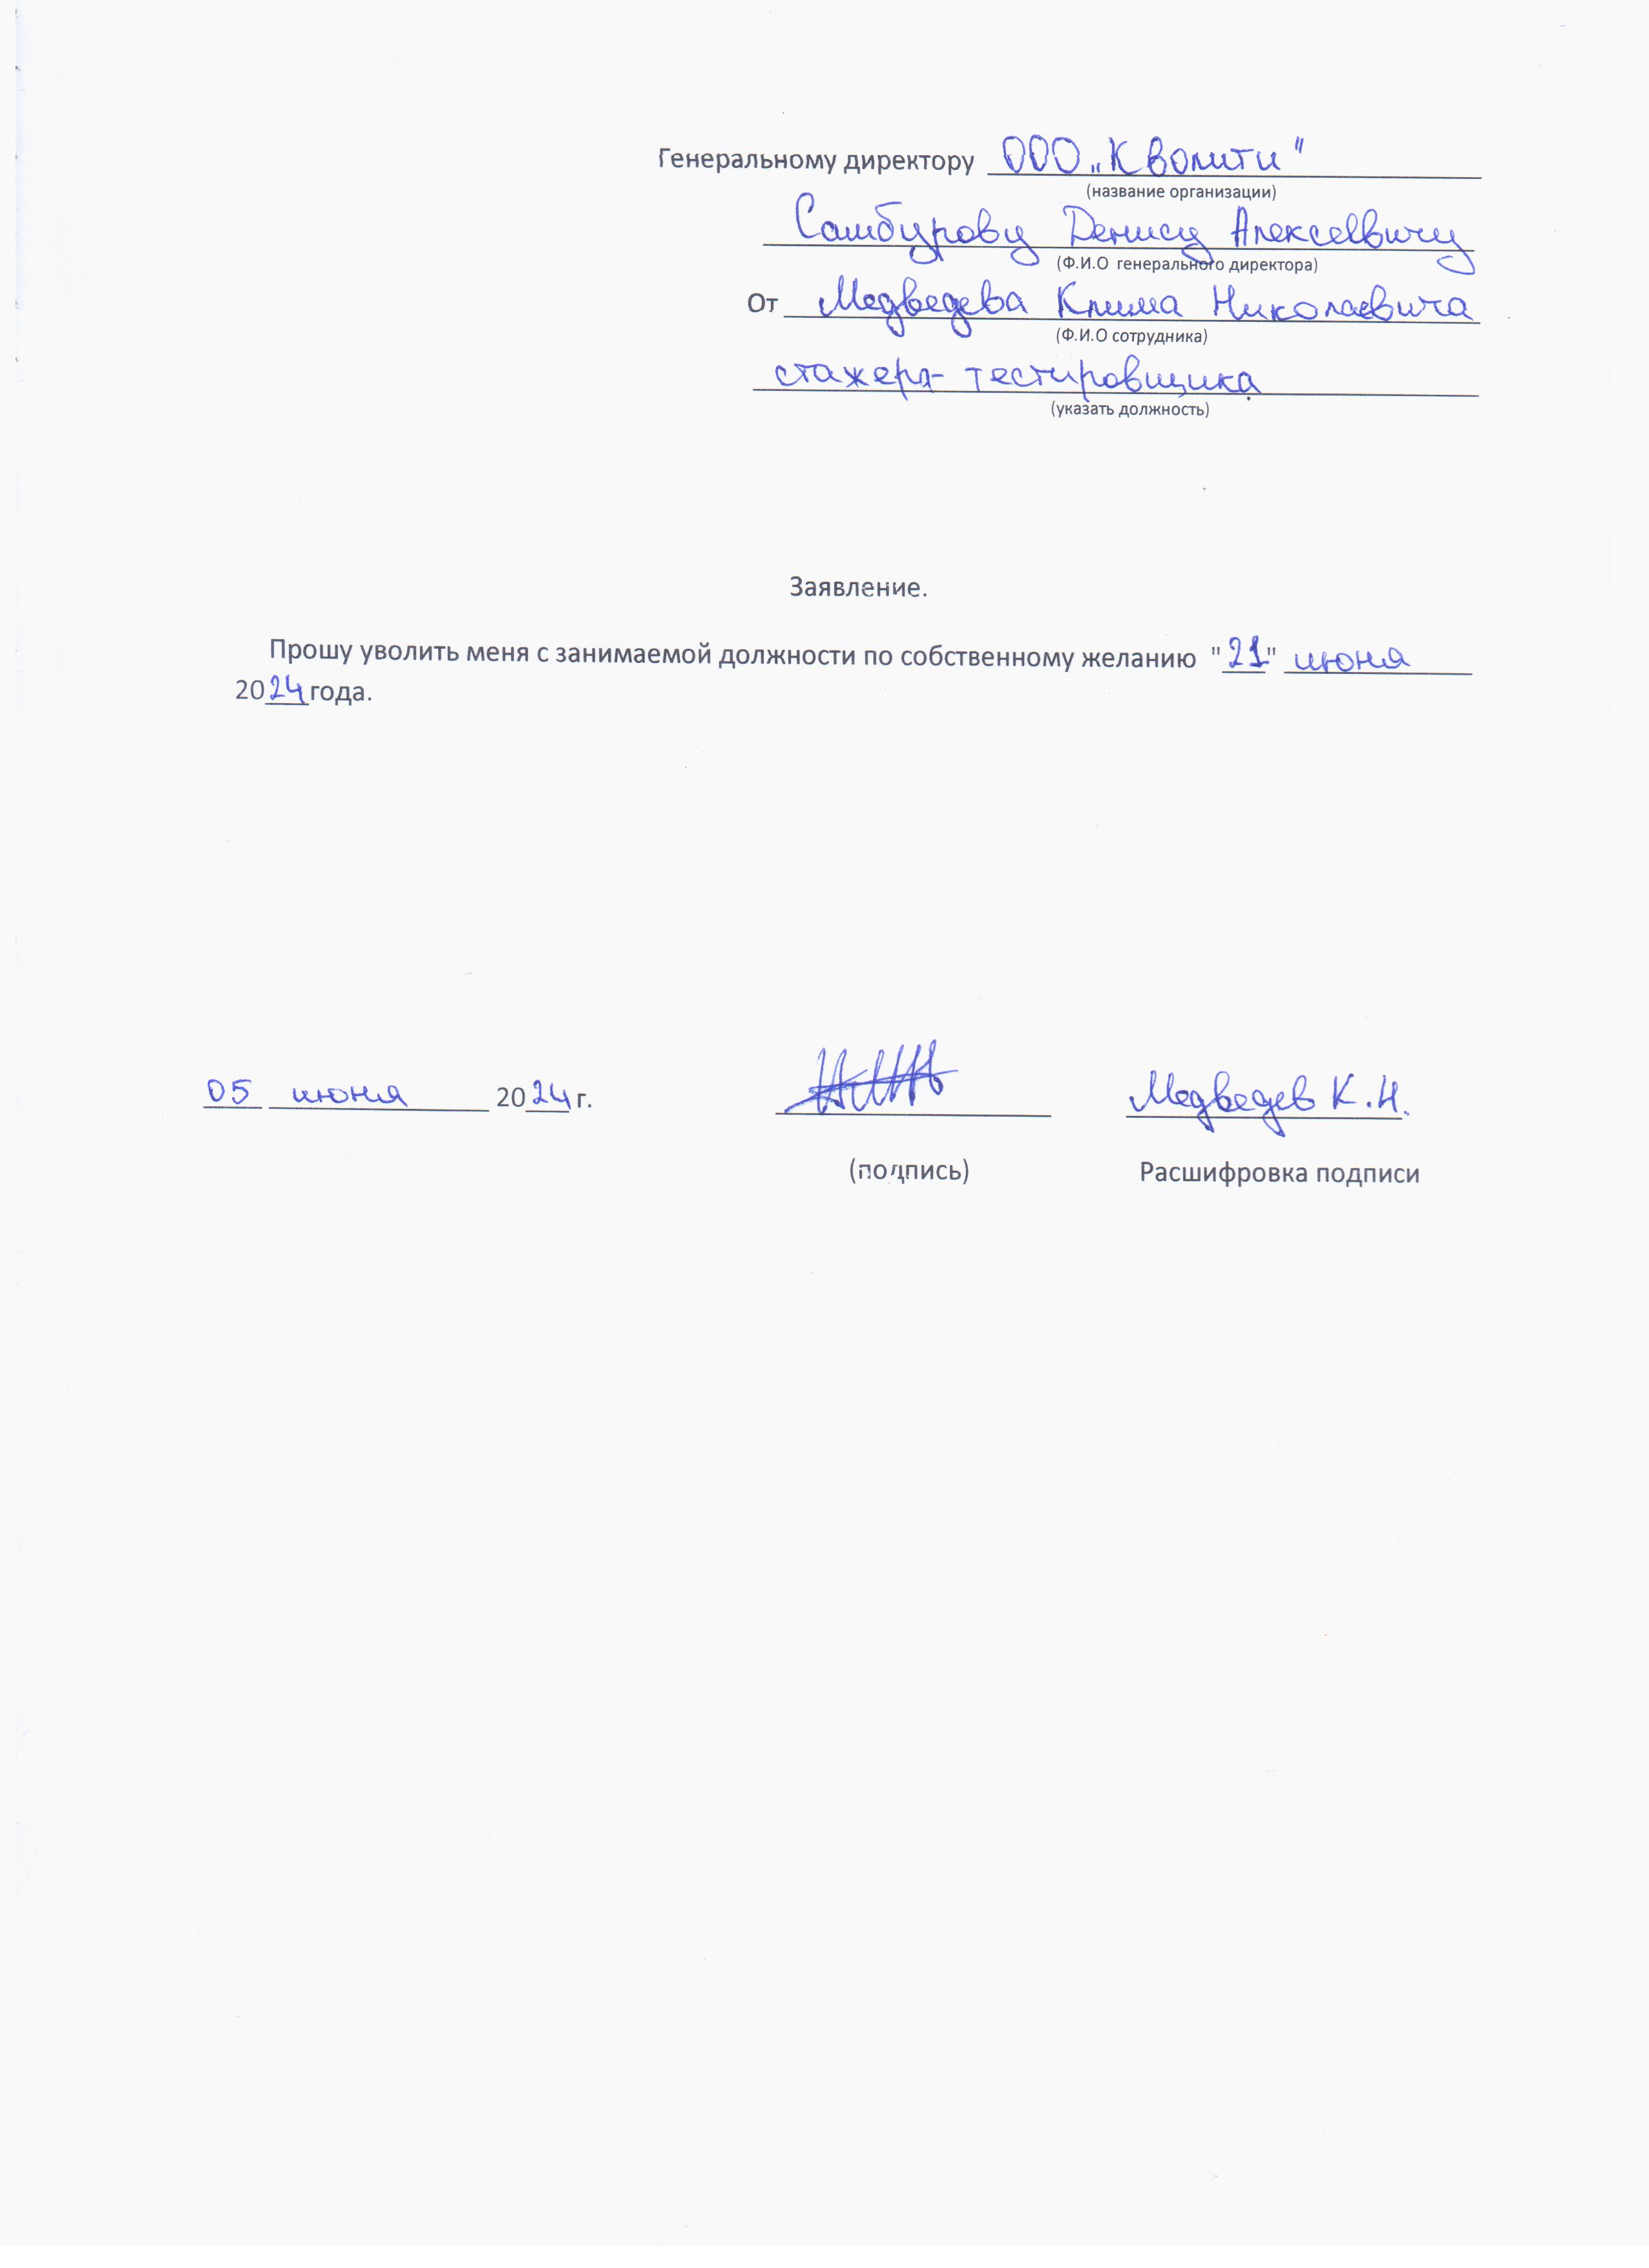 Генеральному директору ООО „Кволити"
(название организации)
Самбурову Денису Алексеевичу
(Ф.И.О генерального директора)
От Медведева Клима Николаевича
(Ф.И.О сотрудника)
стажера-тестировщика
(указать должность)
Заявление.
Прошу уволить меня с занимаемой должности по собственному желанию "21" июня
2024 года.
05 июня 2024 г. Медведев К.Н.
(подпись) Расшифровка подписи